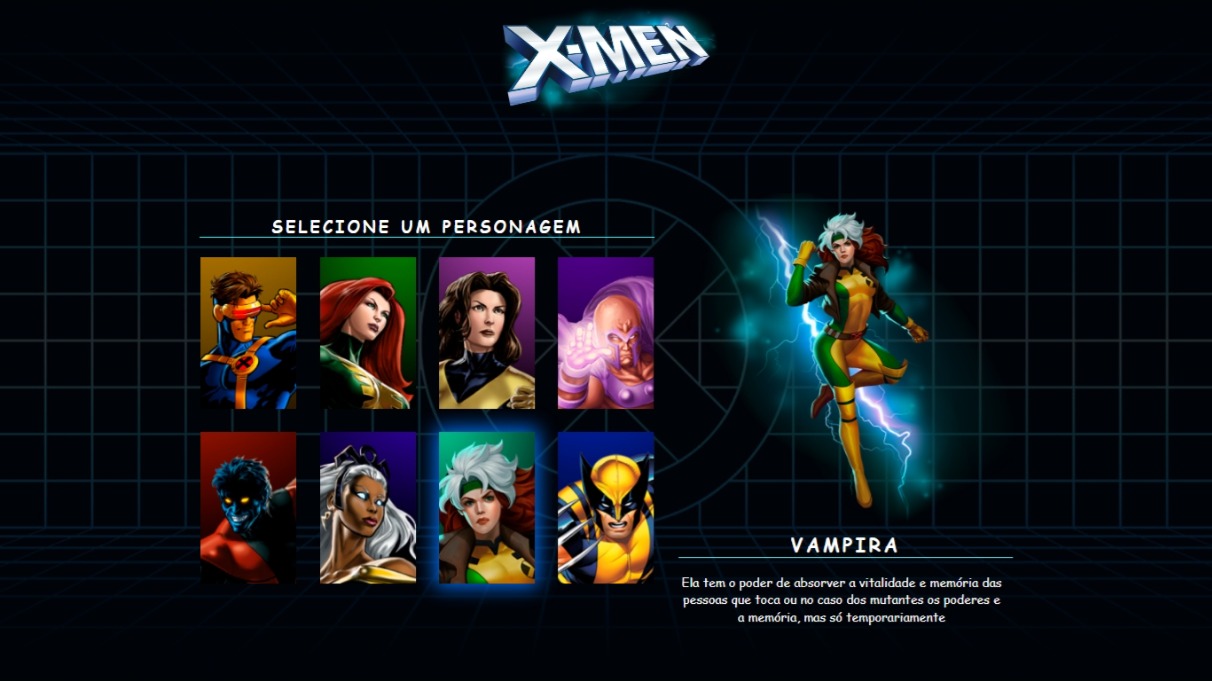 X-MEN
SELECIONE UM PERSONAGEM
VAMPIRA
Ela tem o poder de absorver a vitalidade e memória das
pessoas que toca ou no caso dos mutantes os poderes e
a memória, mas só temporariamente